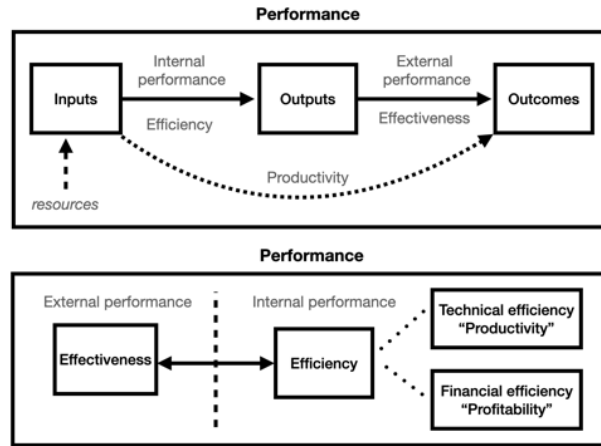 Performance
Internal
performance
External
performance
Inputs
Outputs
Outcomes
Efficiency
Effectiveness
Productivity
resources
Performance
External performance
Internal performance
Technical efficiency
“Productivity”
Effectiveness
Efficiency
Financial efficiency
“Profitability”